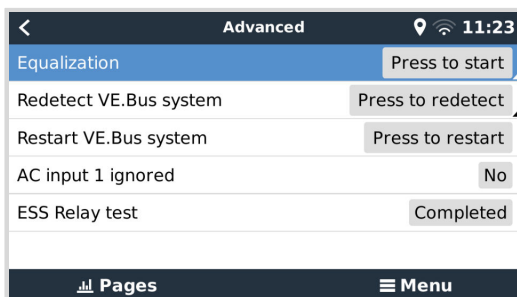 Advanced 11:23
Equalization Press to start
Redetect VE.Bus system Press to redetect
Restart VE.Bus system Press to restart
AC input 1 ignored No
ESS Relay test Completed
Pages Menu